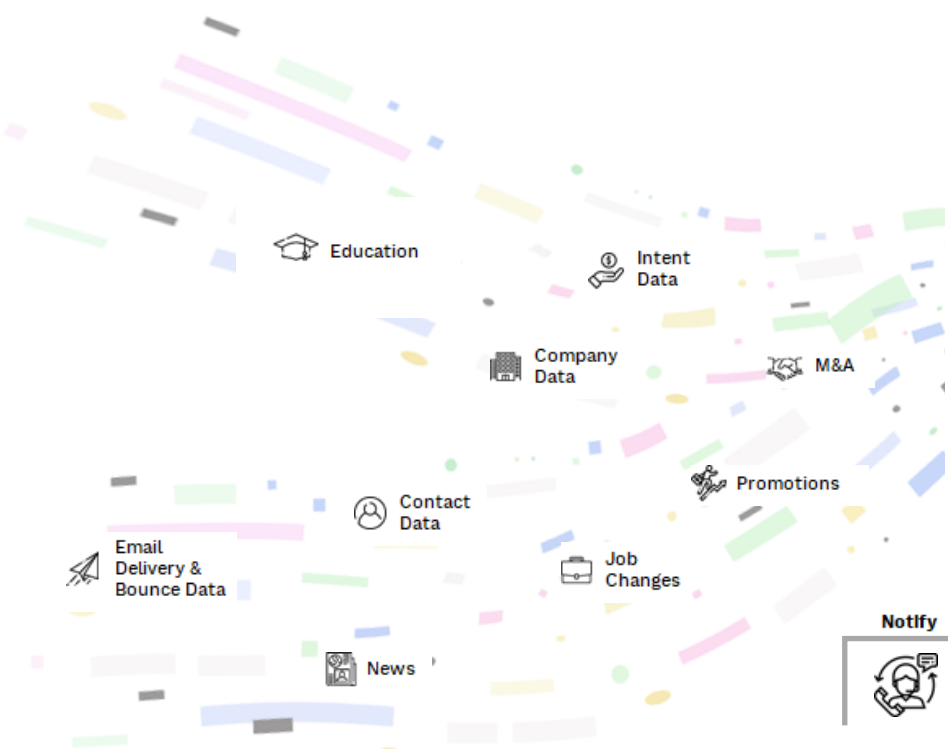 Education
Intent
Data
Company
Data
M&A
Promotions
Contact
Data
Email
Delivery &
Bounce Data
Job
Changes
Notify
News